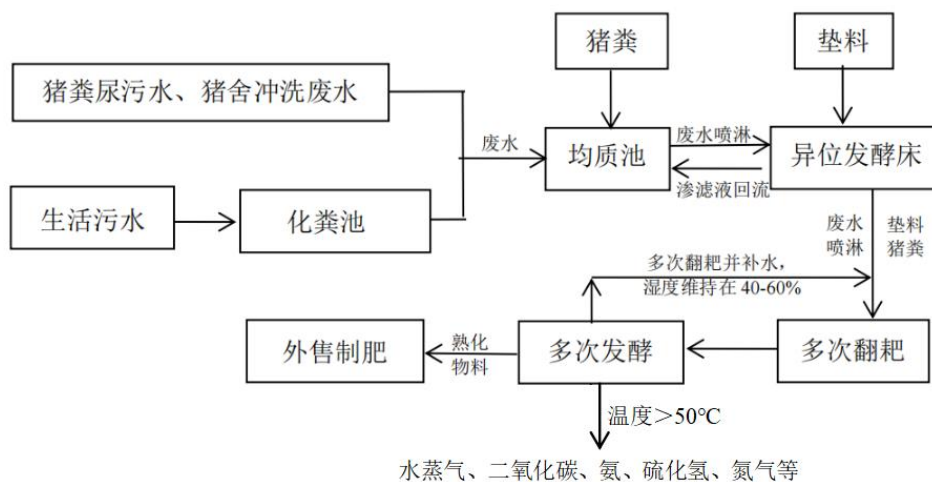 猪粪
垫料
猪粪尿污水、猪舍冲洗废水
废水
均质池
废水喷淋
渗滤液回流
异位发酵床
生活污水
化粪池
废水
喷淋
垫料
猪粪
多次翻耙并补水，
湿度维持在 40-60%
外售制肥
熟化
物料
多次发酵
多次翻耙
温度＞50℃
水蒸气、二氧化碳、氨、硫化氢、氮气等